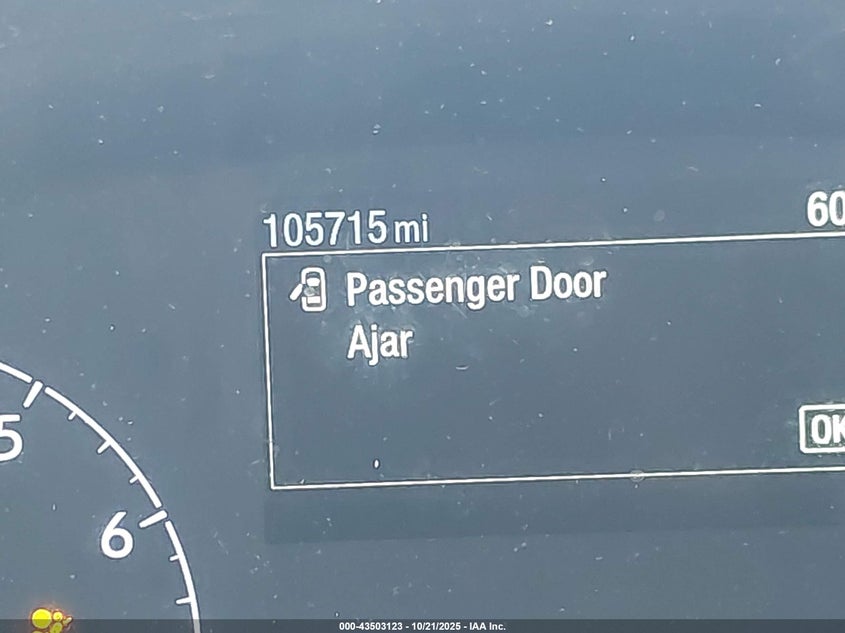 105715 mi
60
Passenger Door
Ajar
OK
5
6
000-43503123 - 10/21/2025 - IAA Inc.